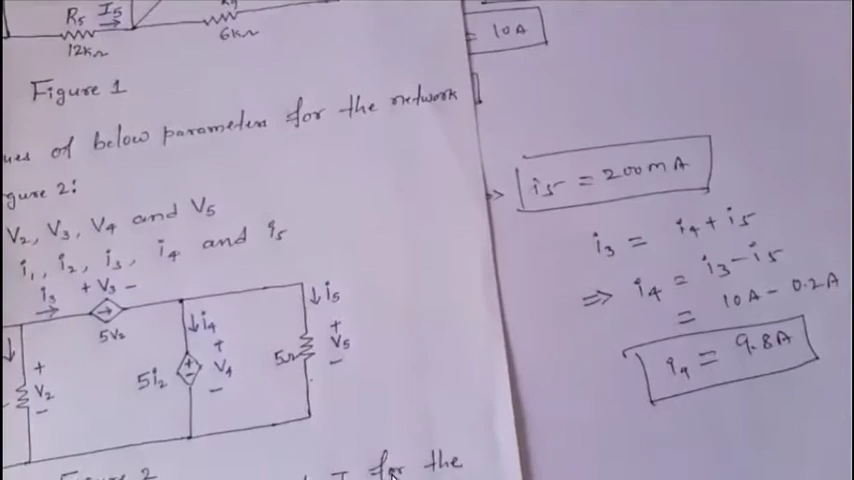 R5 I5
12kΩ
6kΩ
Figure 1
of below parameters for the network
gure 2:
V2, V3, V4 and V5
i1, i2, i3, i4 and i5
i3
+ V3 -
5V2
+
V2
-
i4
5i2
+
V4
-
i5
5Ω
+
V5
-
2
for the
= 10A
i5 = 200mA
i3 = i4 + i5
⇒ i4 = i3 - i5
= 10A - 0.2A
i4 = 9.8A